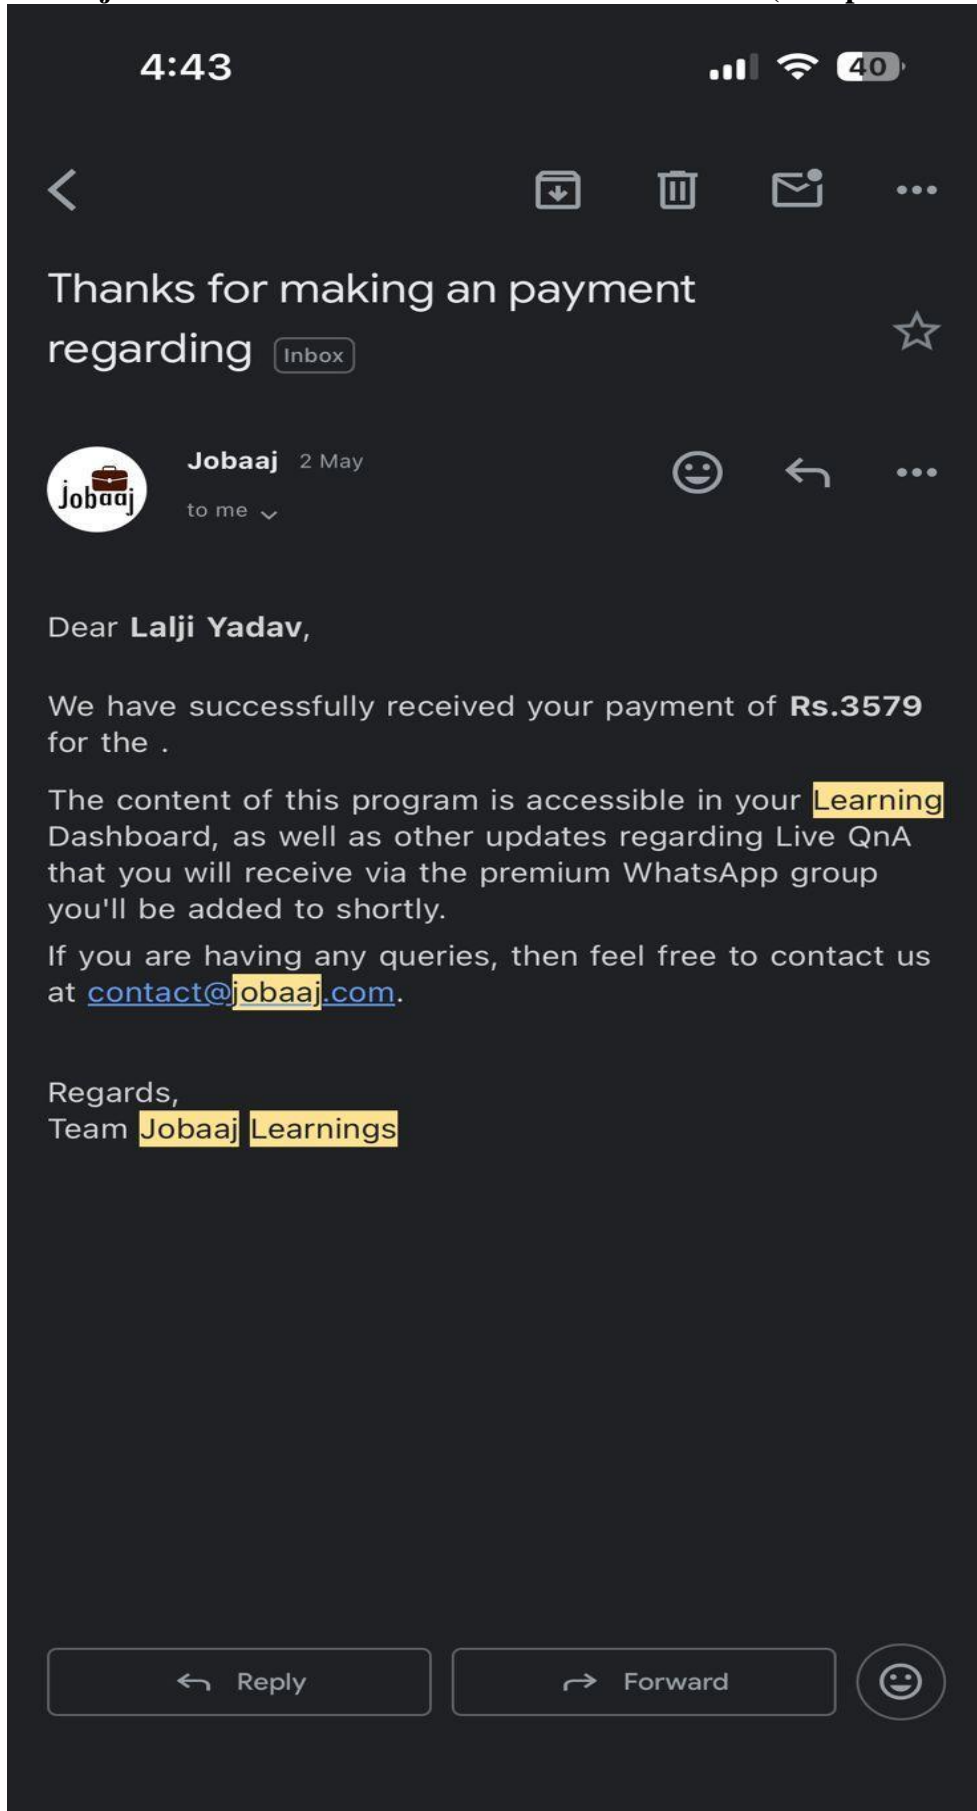 4:43
40
Thanks for making an payment
regarding Inbox
jobaaj
Jobaaj 2 May
to me
Dear Lalji Yadav,
We have successfully received your payment of Rs.3579
for the .
The content of this program is accessible in your Learning
Dashboard, as well as other updates regarding Live QnA
that you will receive via the premium WhatsApp group
you'll be added to shortly.
If you are having any queries, then feel free to contact us
at contact@jobaaj.com.
Regards,
Team Jobaaj Learnings
Reply
Forward